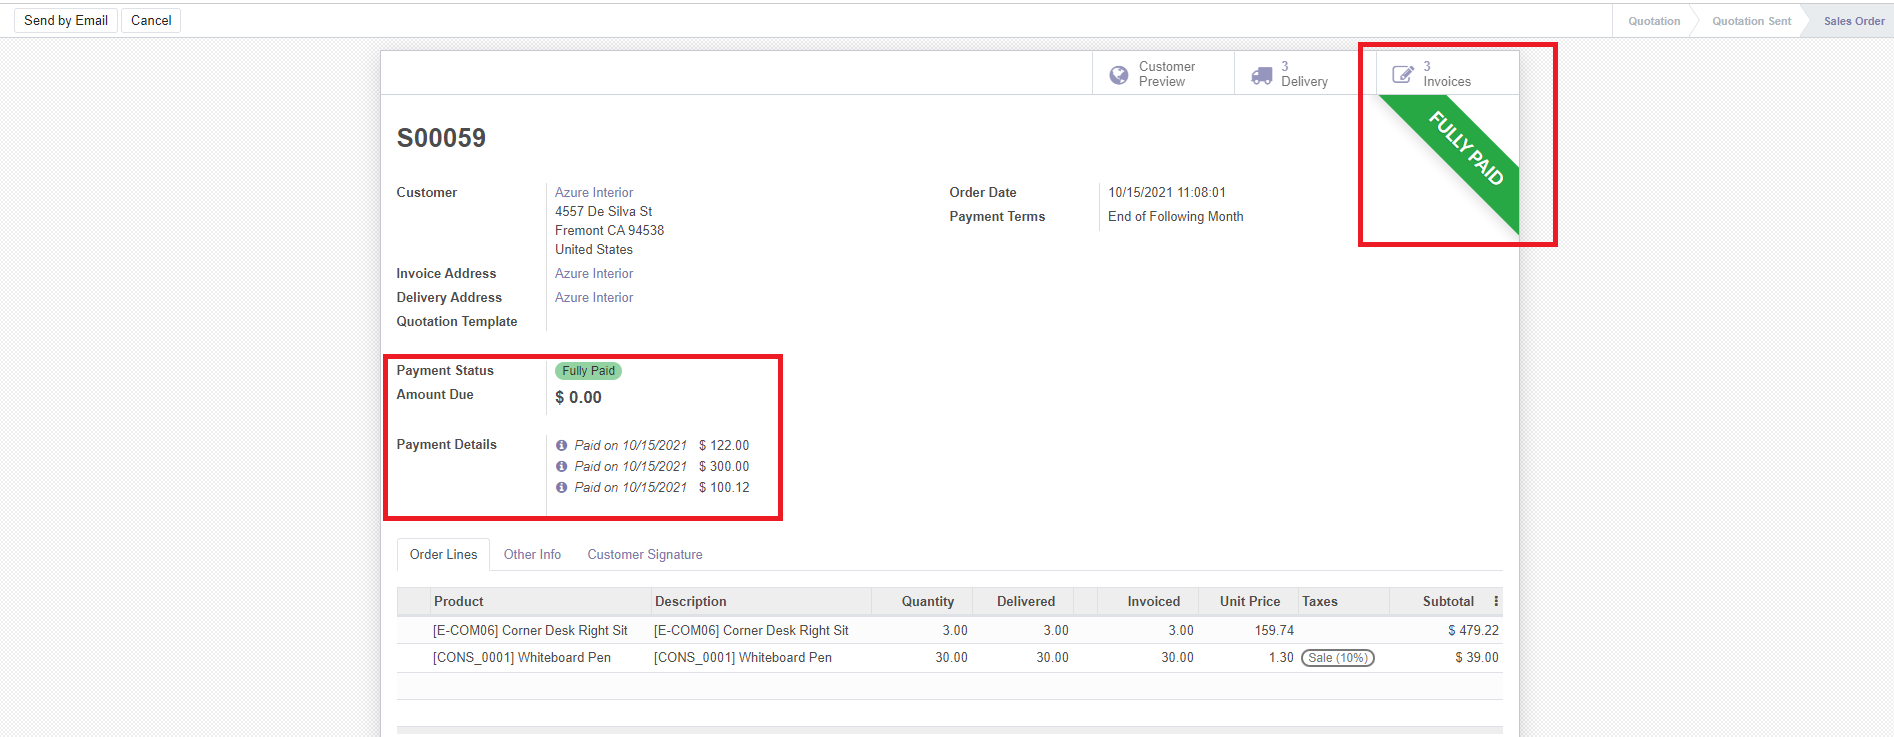 Send by Email Cancel Quotation Quotation Sent Sales Order
Customer Preview 3 Delivery 3 Invoices
FULLY PAID
S00059
Customer Azure Interior Order Date 10/15/2021 11:08:01
4557 De Silva St Payment Terms End of Following Month
Fremont CA 94538
United States
Invoice Address Azure Interior
Delivery Address Azure Interior
Quotation Template
Payment Status Fully Paid
Amount Due $ 0.00
Payment Details Paid on 10/15/2021 $ 122.00
Paid on 10/15/2021 $ 300.00
Paid on 10/15/2021 $ 100.12
Order Lines Other Info Customer Signature
Product Description Quantity Delivered Invoiced Unit Price Taxes Subtotal
[E-COM06] Corner Desk Right Sit [E-COM06] Corner Desk Right Sit 3.00 3.00 3.00 159.74 $ 479.22
[CONS_0001] Whiteboard Pen [CONS_0001] Whiteboard Pen 30.00 30.00 30.00 1.30 Sale (10%) $ 39.00